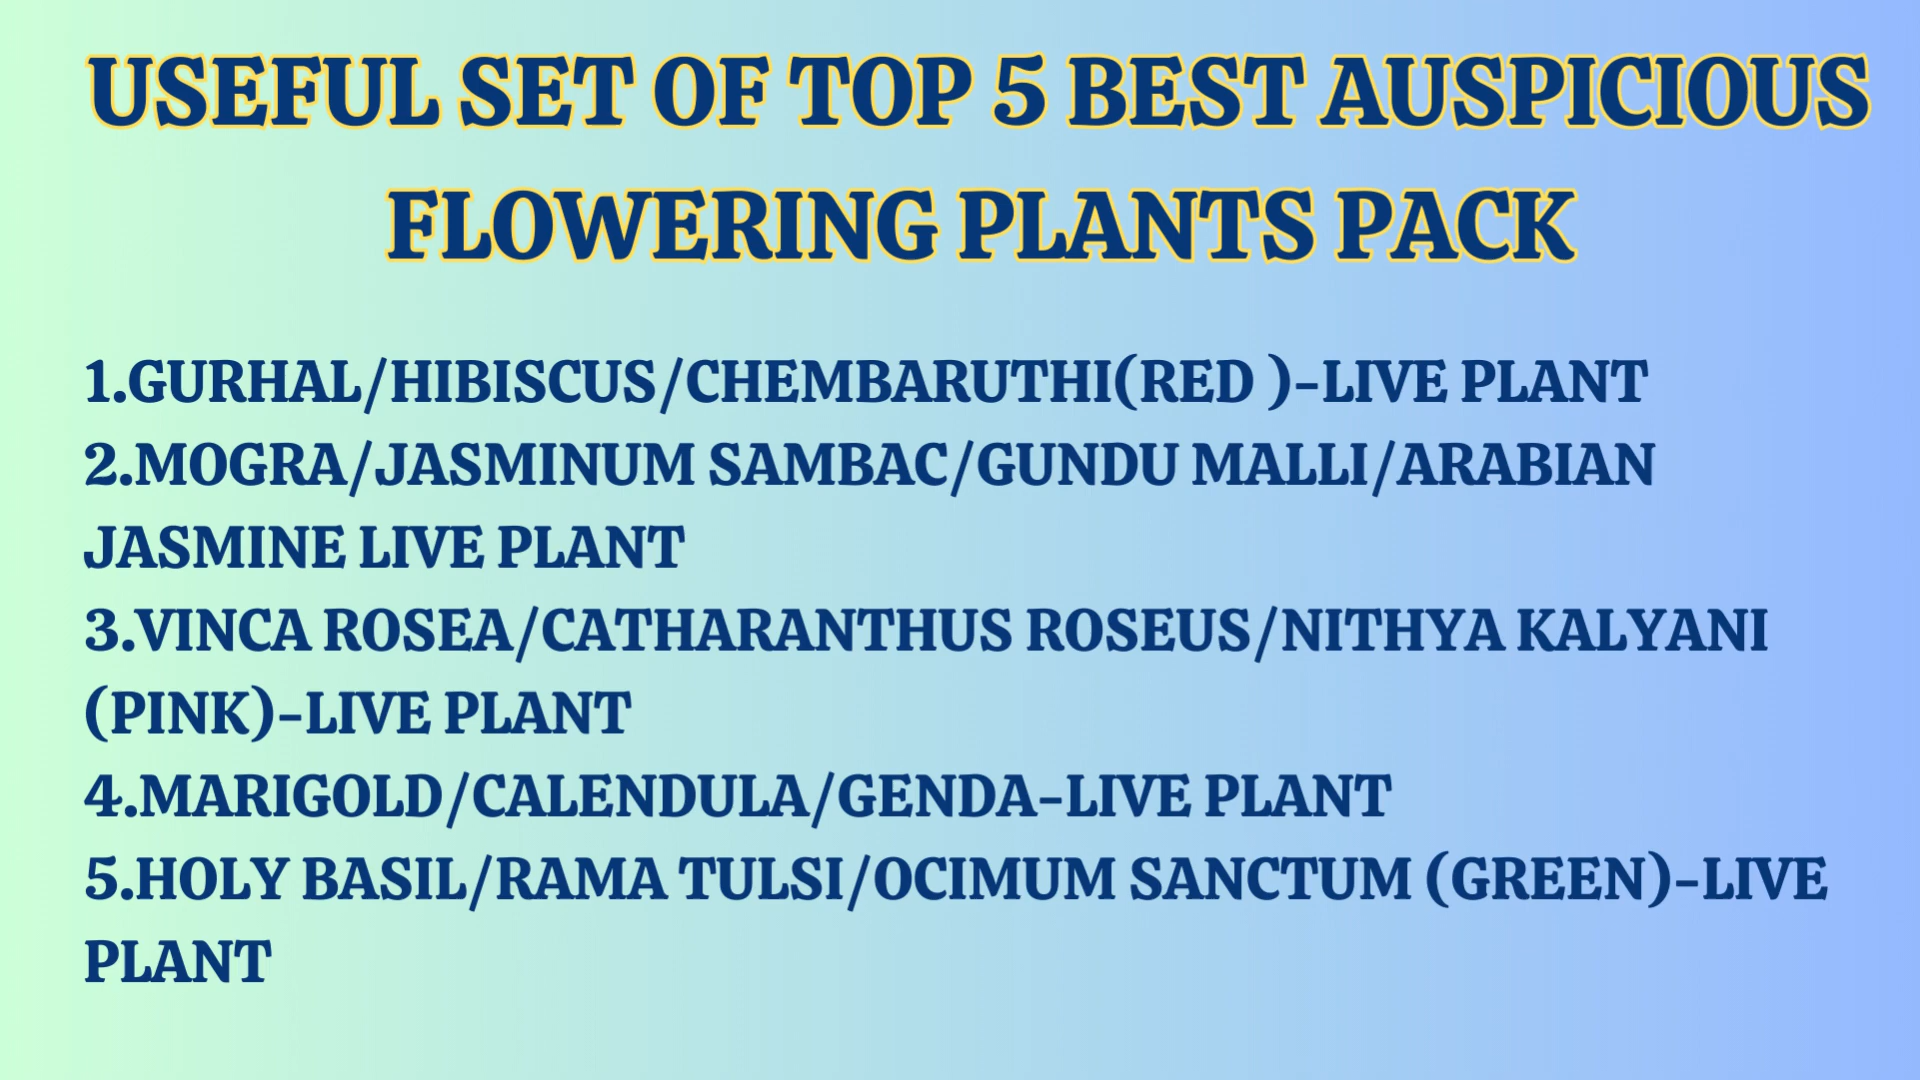 USEFUL SET OF TOP 5 BEST AUSPICIOUS
FLOWERING PLANTS PACK
1.GURHAL/HIBISCUS/CHEMBARUTHI(RED )-LIVE PLANT
2.MOGRA/JASMINUM SAMBAC/GUNDU MALLI/ARABIAN
JASMINE LIVE PLANT
3.VINCA ROSEA/CATHARANTHUS ROSEUS/NITHYA KALYANI
(PINK)-LIVE PLANT
4.MARIGOLD/CALENDULA/GENDA-LIVE PLANT
5.HOLY BASIL/RAMA TULSI/OCIMUM SANCTUM (GREEN)-LIVE
PLANT